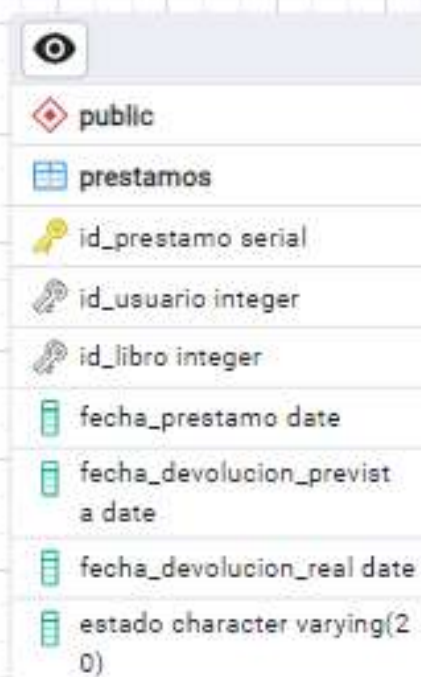 public
prestamos
id_prestamo serial
id_usuario integer
id_libro integer
fecha_prestamo date
fecha_devolucion_previst
a date
fecha_devolucion_real date
estado character varying(2
0)